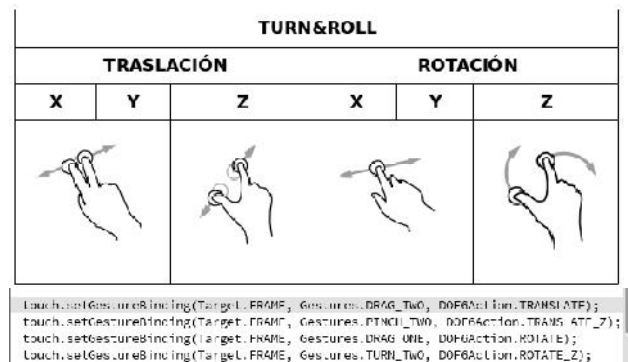 TURN&ROLL
TRASLACIÓN ROTACIÓN
X Y Z X Y Z
touch.setGestureBinding(Target.FRAME, Gestures.DRAG_TWO, DOF6Action.TRANSLATE);
touch.setGestureBinding(Target.FRAME, Gestures.PINCH_TWO, DOF6Action.TRANSLATE_Z);
touch.setGestureBinding(Target.FRAME, Gestures.DRAG_ONE, DOF6Action.ROTATE);
touch.setGestureBinding(Target.FRAME, Gestures.TURN_TWO, DOF6Action.ROTATE_Z);